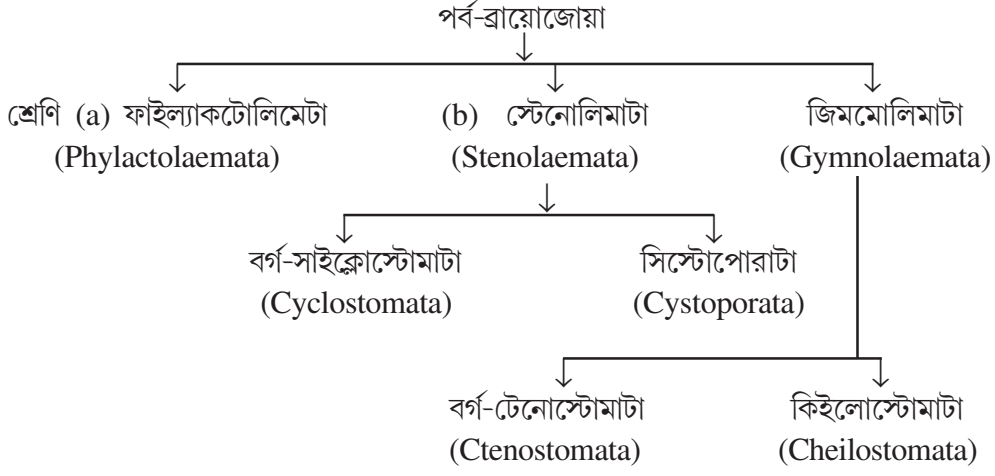 পর্ব-ব্রায়োজোয়া
শ্রেণি (a) ফাইল্যাকটোলিমেটা (b) স্টেনোলিমাটা জিমমোলিমাটা
(Phylactolaemata) (Stenolaemata) (Gymnolaemata)
বর্গ-সাইক্লোস্টোমাটা সিস্টোপোরাটা
(Cyclostomata) (Cystoporata)
বর্গ-টেনোস্টোমাটা কিইলোস্টোমাটা
(Ctenostomata) (Cheilostomata)